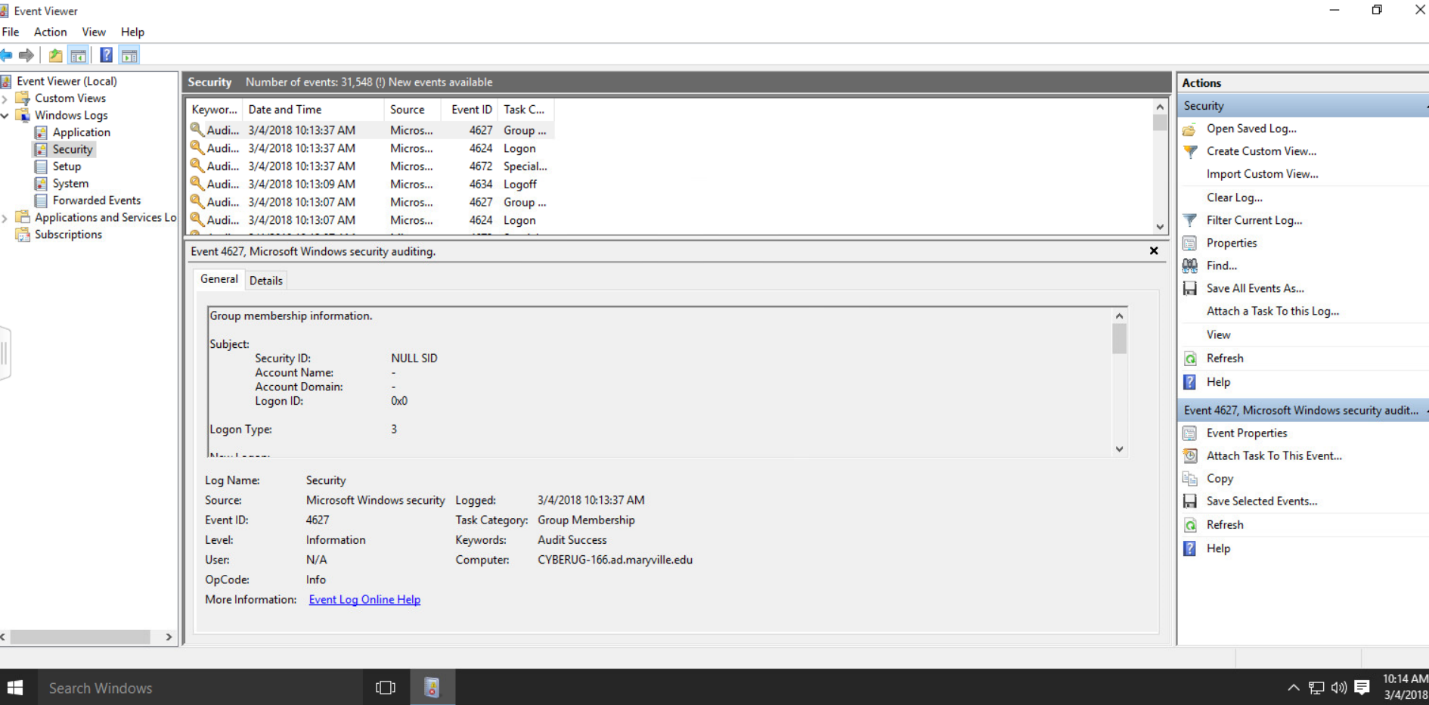 Event Viewer
File Action View Help
Event Viewer (Local)
Custom Views
Windows Logs
Application
Security
Setup
System
Forwarded Events
Applications and Services Lo
Subscriptions
Security Number of events: 31,548 (!) New events available
Keywor... Date and Time Source Event ID Task C...
Audi... 3/4/2018 10:13:37 AM Micros... 4627 Group ...
Audi... 3/4/2018 10:13:37 AM Micros... 4624 Logon
Audi... 3/4/2018 10:13:37 AM Micros... 4672 Special...
Audi... 3/4/2018 10:13:09 AM Micros... 4634 Logoff
Audi... 3/4/2018 10:13:07 AM Micros... 4627 Group ...
Audi... 3/4/2018 10:13:07 AM Micros... 4624 Logon
Event 4627, Microsoft Windows security auditing.
General Details
Group membership information.
Subject:
Security ID: NULL SID
Account Name: -
Account Domain: -
Logon ID: 0x0
Logon Type: 3
Log Name: Security
Source: Microsoft Windows security Logged: 3/4/2018 10:13:37 AM
Event ID: 4627 Task Category: Group Membership
Level: Information Keywords: Audit Success
User: N/A Computer: CYBERUG-166.ad.maryville.edu
OpCode: Info
More Information: Event Log Online Help
Actions
Security
Open Saved Log...
Create Custom View...
Import Custom View...
Clear Log...
Filter Current Log...
Properties
Find...
Save All Events As...
Attach a Task To this Log...
View
Refresh
Help
Event 4627, Microsoft Windows security audit...
Event Properties
Attach Task To This Event...
Copy
Save Selected Events...
Refresh
Help
Search Windows
10:14 AM
3/4/2018